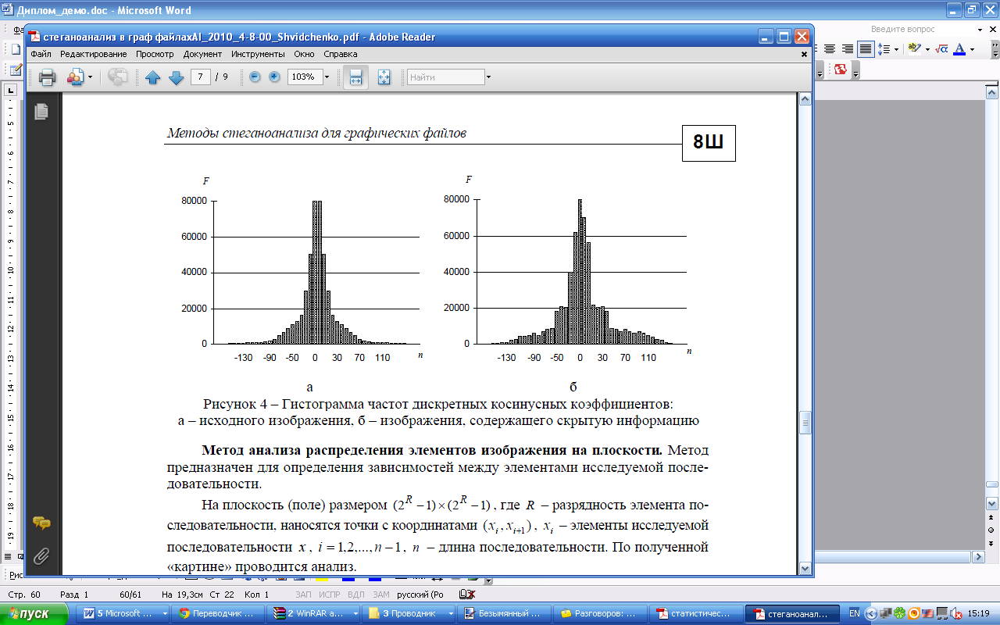 Диплом_демо.doc - Microsoft Word
Введите вопрос
стеганоанализ в граф файлахAI_2010_4-8-00_Shvidchenko.pdf - Adobe Reader
Файл Редактирование Просмотр Документ Инструменты Окно Справка
7 / 9 103% Найти
Методы стеганоанализа для графических файлов
8Ш
F
80000
60000
40000
20000
0
-130 -90 -50 0 30 70 110 n
а
F
80000
60000
40000
20000
0
-130 -90 -50 0 30 70 110 n
б
Рисунок 4 – Гистограмма частот дискретных косинусных коэффициентов:
а – исходного изображения, б – изображения, содержащего скрытую информацию
Метод анализа распределения элементов изображения на плоскости. Метод
предназначен для определения зависимостей между элементами исследуемой после-
довательности.
На плоскость (поле) размером (2^R − 1)×(2^R − 1), где R – разрядность элемента по-
следовательности, наносятся точки с координатами (x_i, x_{i+1}), x_i – элементы исследуемой
последовательности x, i = 1,2,...,n − 1, n – длина последовательности. По полученной
«картине» проводится анализ.
Стр. 60 Разд 1 60/61 На 19,3см Ст 22 Кол 1 ЗАП ИСПР ВДЛ ЗАМ русский (Ро
пуск 5 Microsoft ... Переводчик ... 2 WinRAR а... 3 Проводник Безымянный ... Разговоров: ... статистичес... стеганоанал... EN 15:19